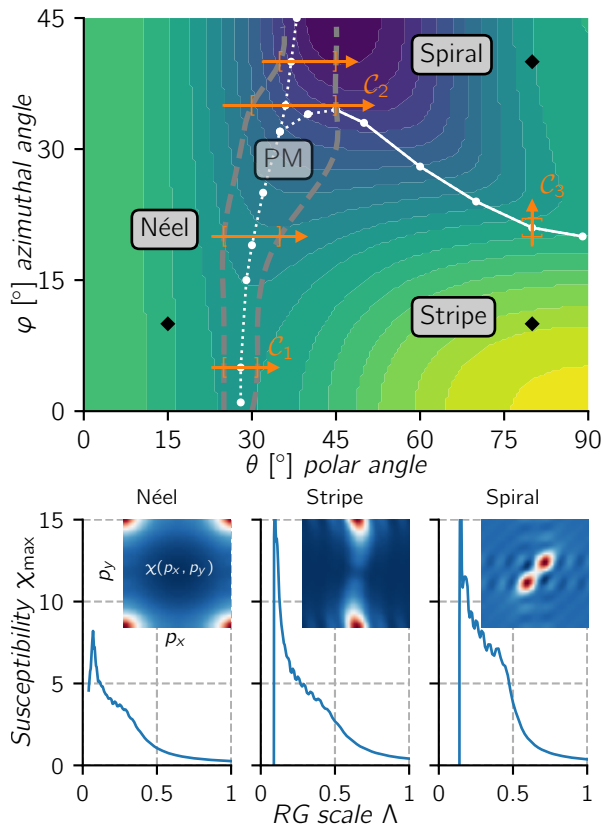 45
30
15
0
φ [°] azimuthal angle
Spiral
C₂
PM
C₃
Néel
Stripe
C₁
0 15 30 45 60 75 90
θ [°] polar angle
Néel Stripe Spiral
15
10
5
0
Susceptibility χmax
χ(pₓ, pᵧ)
pᵧ
pₓ
0 0.5 1 0 0.5 1 0 0.5 1
RG scale Λ